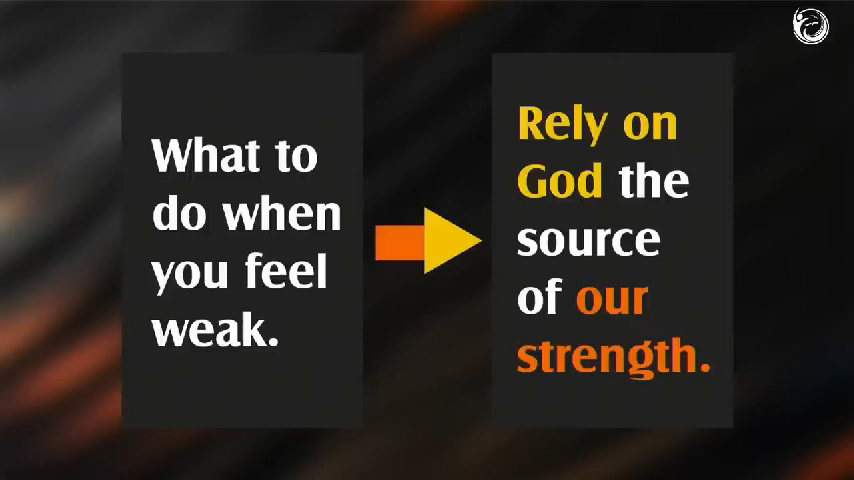 What to
do when
you feel
weak.
Rely on
God the
source
of our
strength.